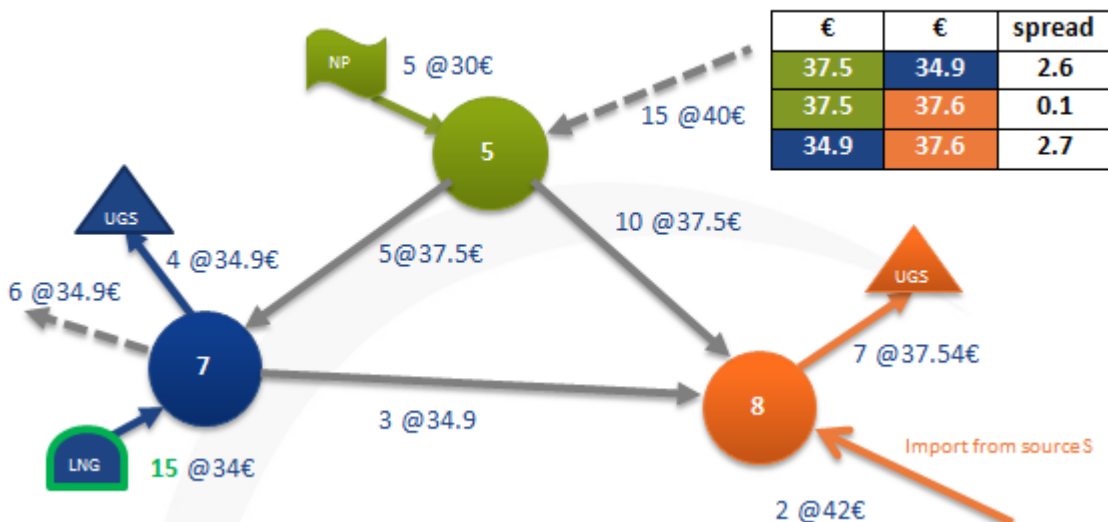 € € spread
37.5 34.9 2.6
37.5 37.6 0.1
34.9 37.6 2.7
NP
5 @30€
15 @40€
5
UGS
4 @34.9€
5@37.5€
10 @37.5€
UGS
6 @34.9€
7
7 @37.54€
3 @34.9
8
LNG
15 @34€
Import from source S
2 @42€